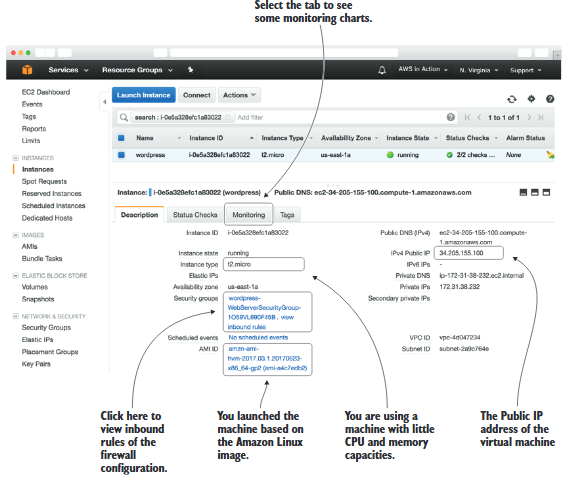 Select the tab to see
some monitoring charts.
Services
Resource Groups
AWS in Action
N. Virginia
Support
EC2 Dashboard
Events
Tags
Reports
Limits
INSTANCES
Instances
Spot Requests
Reserved Instances
Scheduled Instances
Dedicated Hosts
IMAGES
AMIs
Bundle Tasks
ELASTIC BLOCK STORE
Volumes
Snapshots
NETWORK & SECURITY
Security Groups
Elastic IPs
Placement Groups
Key Pairs
Launch Instance Connect Actions
search : i-0e5a328efc1a83022 Add filter 1 to 1 of 1
Name Instance ID Instance Type Availability Zone Instance State Status Checks Alarm Status
wordpress i-0e5a328efc1a83022 t2.micro us-east-1a running 2/2 checks ... None
Instance: i-0e5a328efc1a83022 (wordpress) Public DNS: ec2-34-205-155-100.compute-1.amazonaws.com
Description Status Checks Monitoring Tags
Instance ID i-0e5a328efc1a83022
Instance state running
Instance type t2.micro
Elastic IPs
Availability zone us-east-1a
Security groups wordpress-
WebServerSecurityGroup-
1O59VL690F45B . view
inbound rules
Scheduled events No scheduled events
AMI ID amzn-ami-
hvm-2017.03.1.20170623-
x86_64-gp2 (ami-a4c7edb2)
Public DNS (IPv4) ec2-34-205-155-100.compute-
1.amazonaws.com
IPv4 Public IP 34.205.155.100
IPv6 IPs -
Private DNS ip-172-31-38-232.ec2.internal
Private IPs 172.31.38.232
Secondary private IPs
VPC ID vpc-4d047234
Subnet ID subnet-2a9c764e
Click here to
view inbound
rules of the
firewall
configuration.
You launched the
machine based on
the Amazon Linux
image.
You are using a
machine with little
CPU and memory
capacities.
The Public IP
address of the
virtual machine